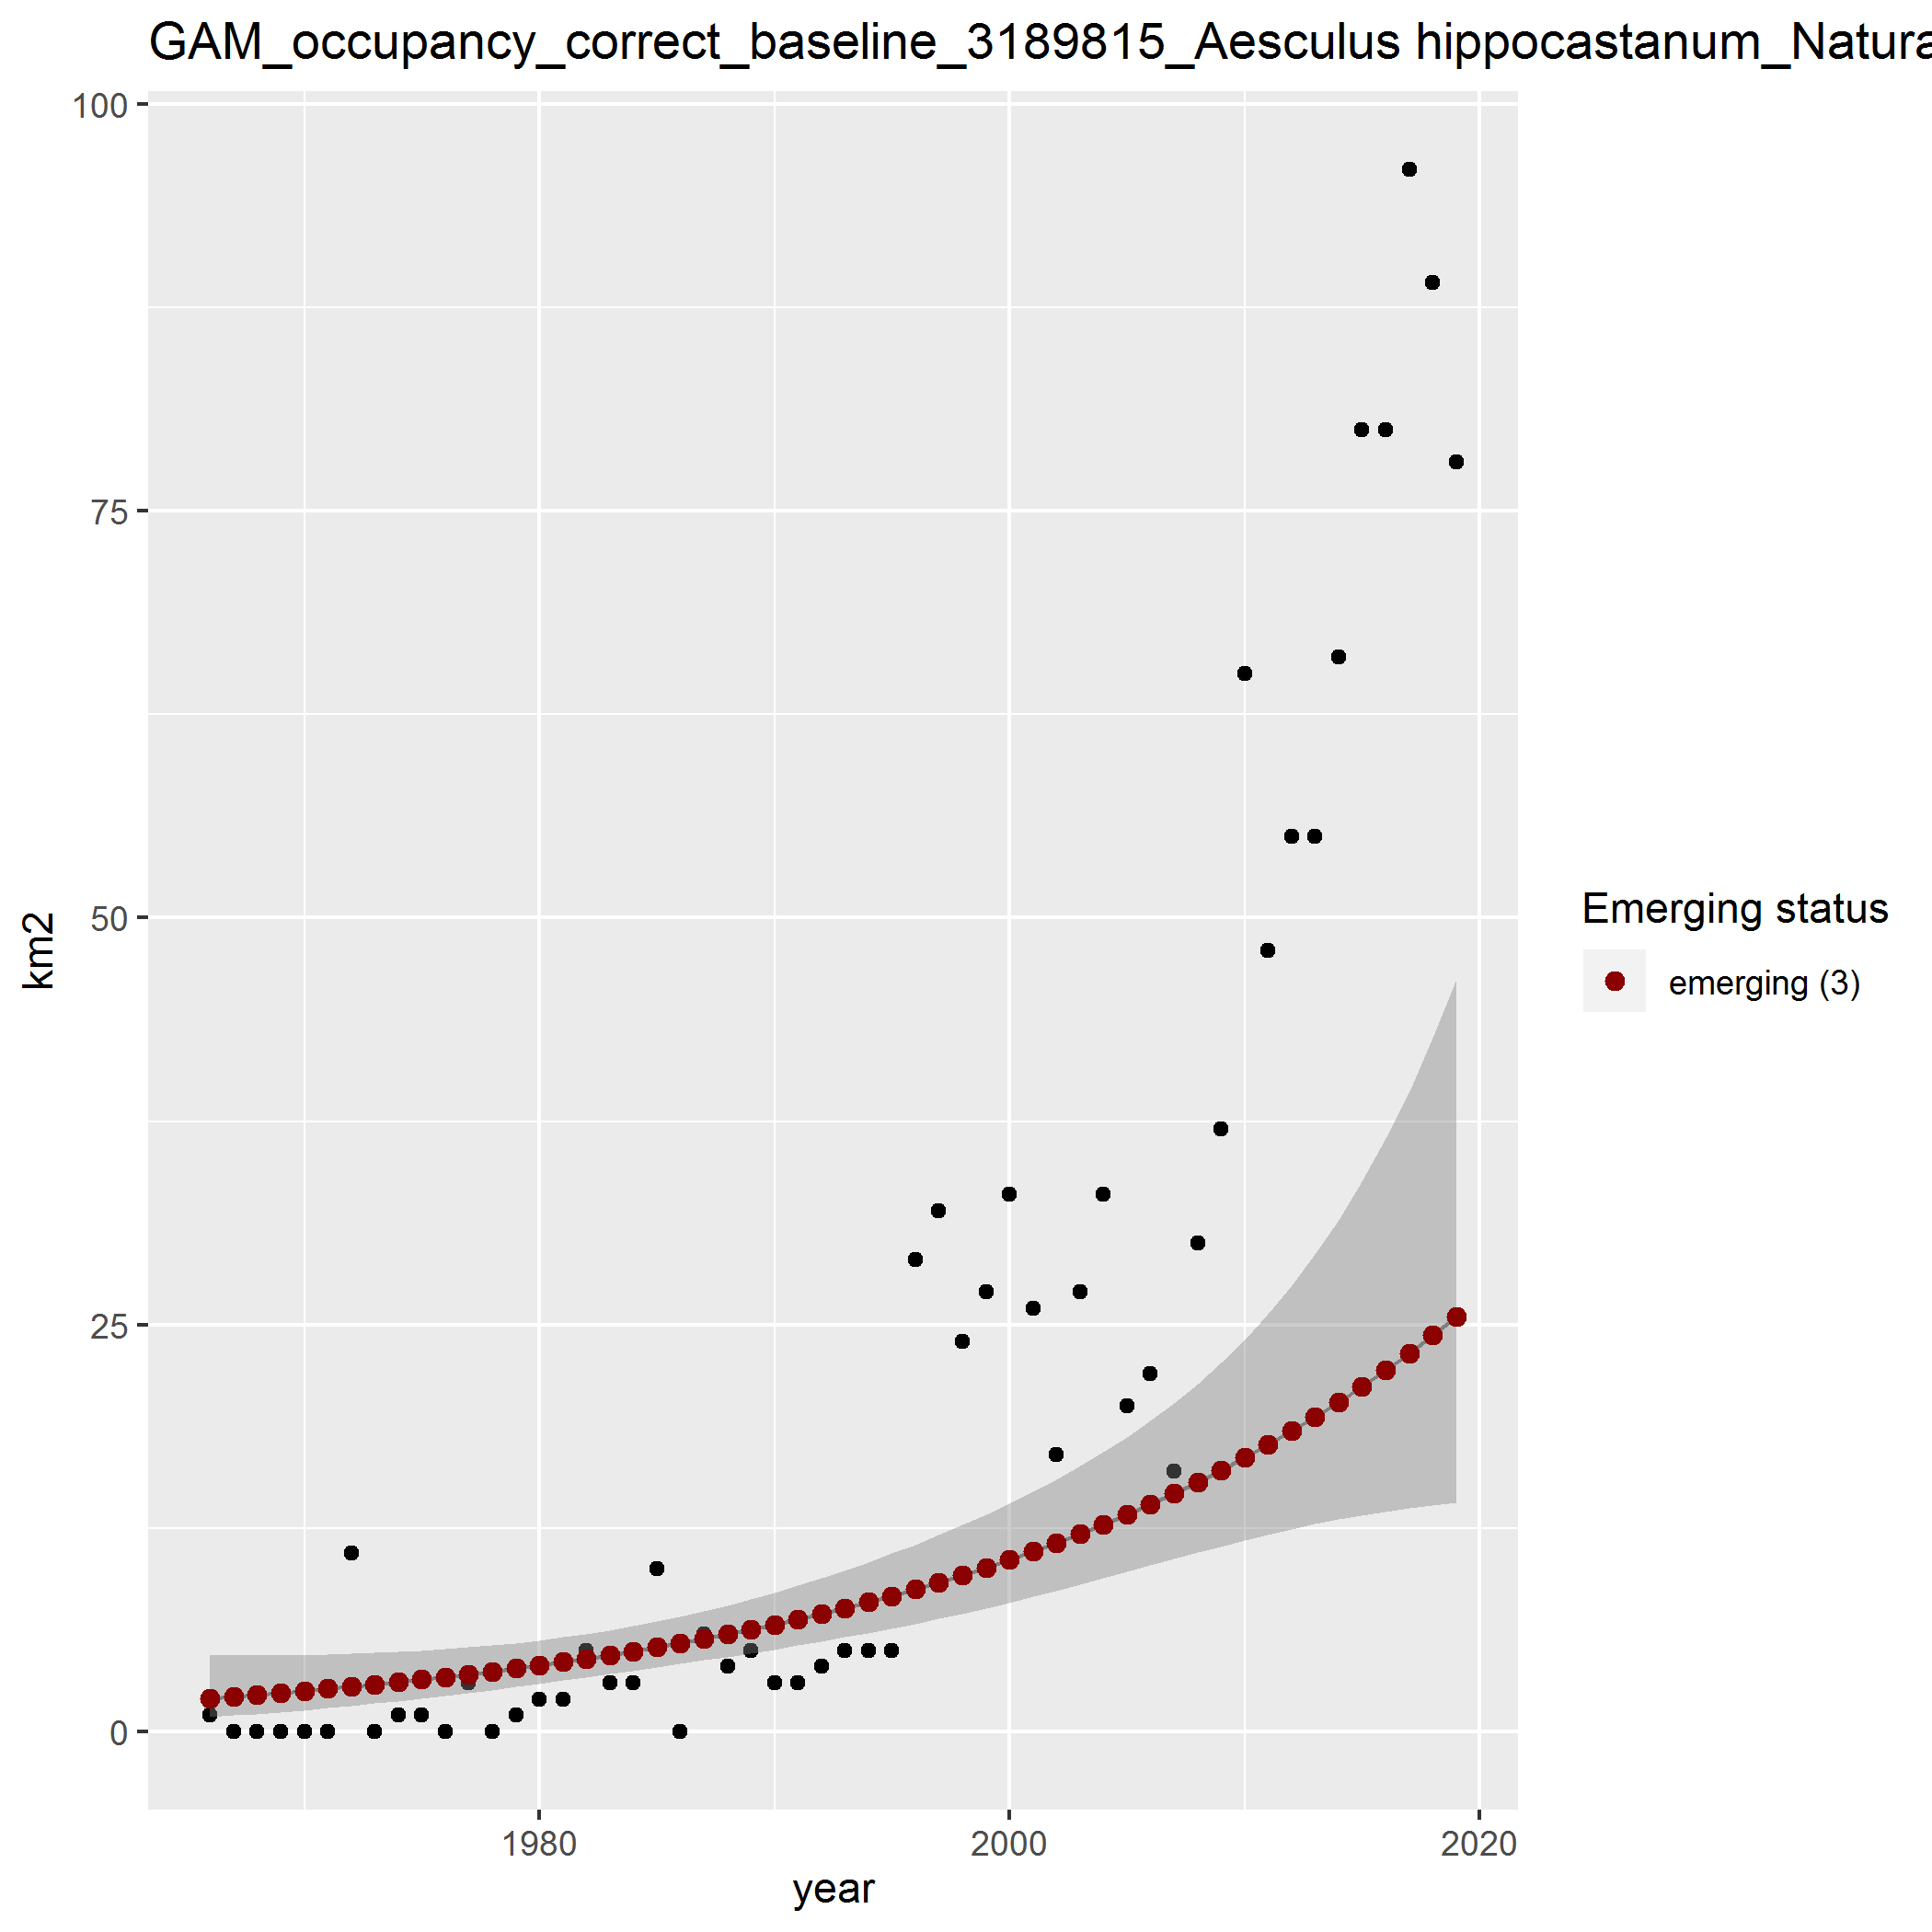 GAM_occupancy_correct_baseline_3189815_Aesculus hippocastanum_Natura
100
75
50
25
0
km2
1980
2000
2020
year
Emerging status
emerging (3)